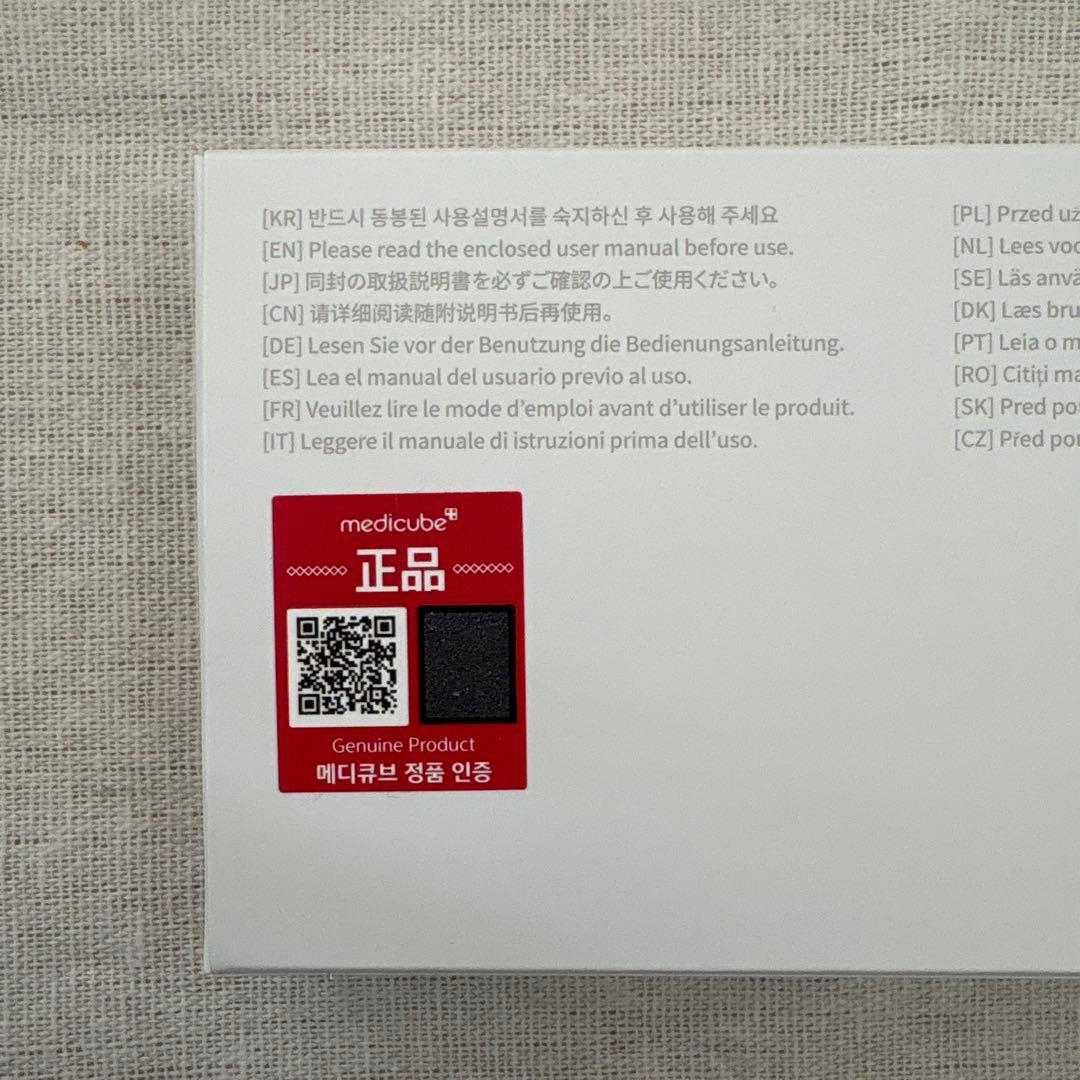 [KR] 반드시 동봉된 사용설명서를 숙지하신 후 사용해 주세요
[EN] Please read the enclosed user manual before use.
[JP] 同封の取扱説明書を必ずご確認の上ご使用ください。
[CN] 请详细阅读随附说明书后再使用。
[DE] Lesen Sie vor der Benutzung die Bedienungsanleitung.
[ES] Lea el manual del usuario previo al uso.
[FR] Veuillez lire le mode d’emploi avant d’utiliser le produit.
[IT] Leggere il manuale di istruzioni prima dell’uso.
[PL] Przed
[NL] Lees
[SE] Läs
[DK] Læs
[PT] Leia o
[RO] Citiți
[SK] Pred
[CZ] Před
medicube
正品
Genuine Product
메디큐브 정품 인증